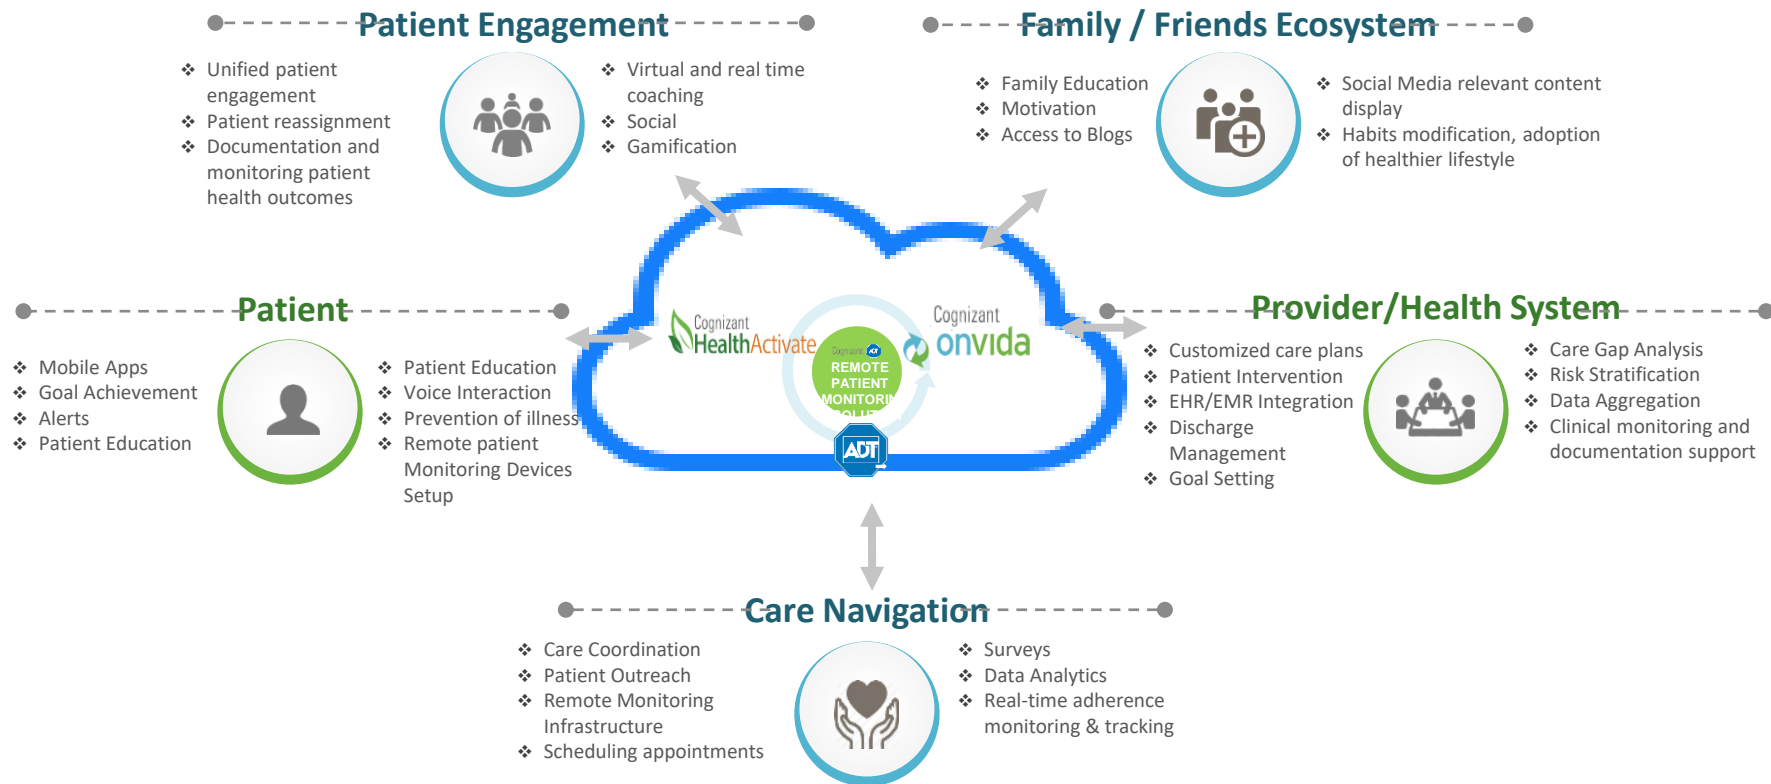 Patient Engagement
❖ Unified patient
engagement
❖ Patient reassignment
❖ Documentation and
monitoring patient
health outcomes
❖ Virtual and real time
coaching
❖ Social
❖ Gamification
Family / Friends Ecosystem
❖ Family Education
❖ Motivation
❖ Access to Blogs
❖ Social Media relevant content
display
❖ Habits modification, adoption
of healthier lifestyle
Patient
❖ Mobile Apps
❖ Goal Achievement
❖ Alerts
❖ Patient Education
❖ Patient Education
❖ Voice Interaction
❖ Prevention of illness
❖ Remote patient
Monitoring Devices
Setup
Cognizant
HealthActivate
Cognizant
onvida
Cognizant ADT
REMOTE
PATIENT
MONITORIN
ADT
Provider/Health System
❖ Customized care plans
❖ Patient Intervention
❖ EHR/EMR Integration
❖ Discharge
Management
❖ Goal Setting
❖ Care Gap Analysis
❖ Risk Stratification
❖ Data Aggregation
❖ Clinical monitoring and
documentation support
Care Navigation
❖ Care Coordination
❖ Patient Outreach
❖ Remote Monitoring
Infrastructure
❖ Scheduling appointments
❖ Surveys
❖ Data Analytics
❖ Real-time adherence
monitoring & tracking